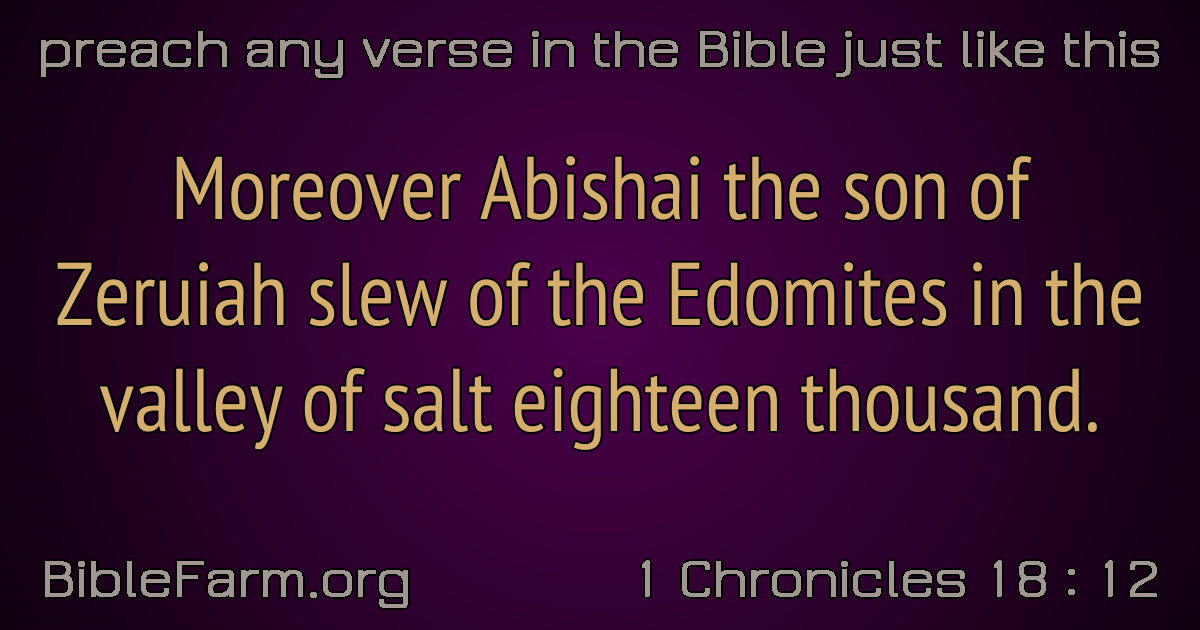 preach any verse in the Bible just like this
Moreover Abishai the son of
Zeruiah slew of the Edomites in the
valley of salt eighteen thousand.
BibleFarm.org
1 Chronicles 18 : 12